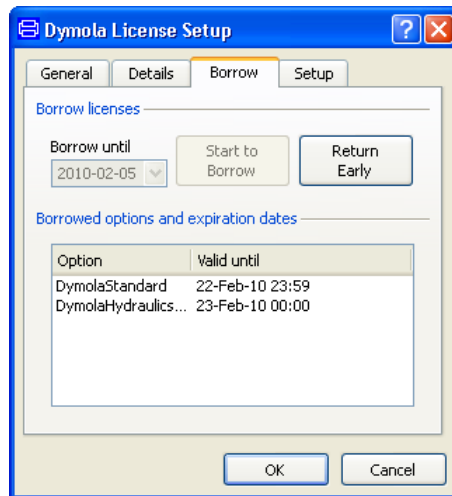 Dymola License Setup
General Details Borrow Setup
Borrow licenses
Borrow until
2010-02-05
Start to
Borrow
Return
Early
Borrowed options and expiration dates
Option Valid until
DymolaStandard 22-Feb-10 23:59
DymolaHydraulics... 23-Feb-10 00:00
OK Cancel